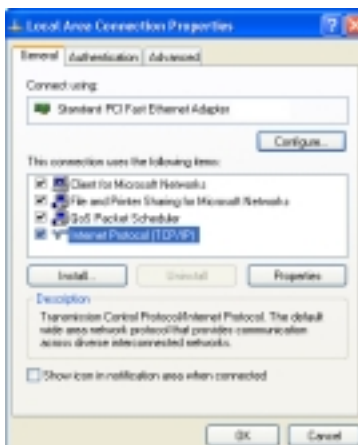 Local Area Connection Properties
General Authentication Advanced
Connect using:
Standard PCI Fast Ethernet Adapter
Configure...
This connection uses the following items:
Client for Microsoft Networks
File and Printer Sharing for Microsoft Networks
QoS Packet Scheduler
Internet Protocol (TCP/IP)
Install... Uninstall Properties
Description
Transmission Control Protocol/Internet Protocol. The default
wide area network protocol that provides communication
across diverse interconnected networks.
Show icon in notification area when connected
OK Cancel